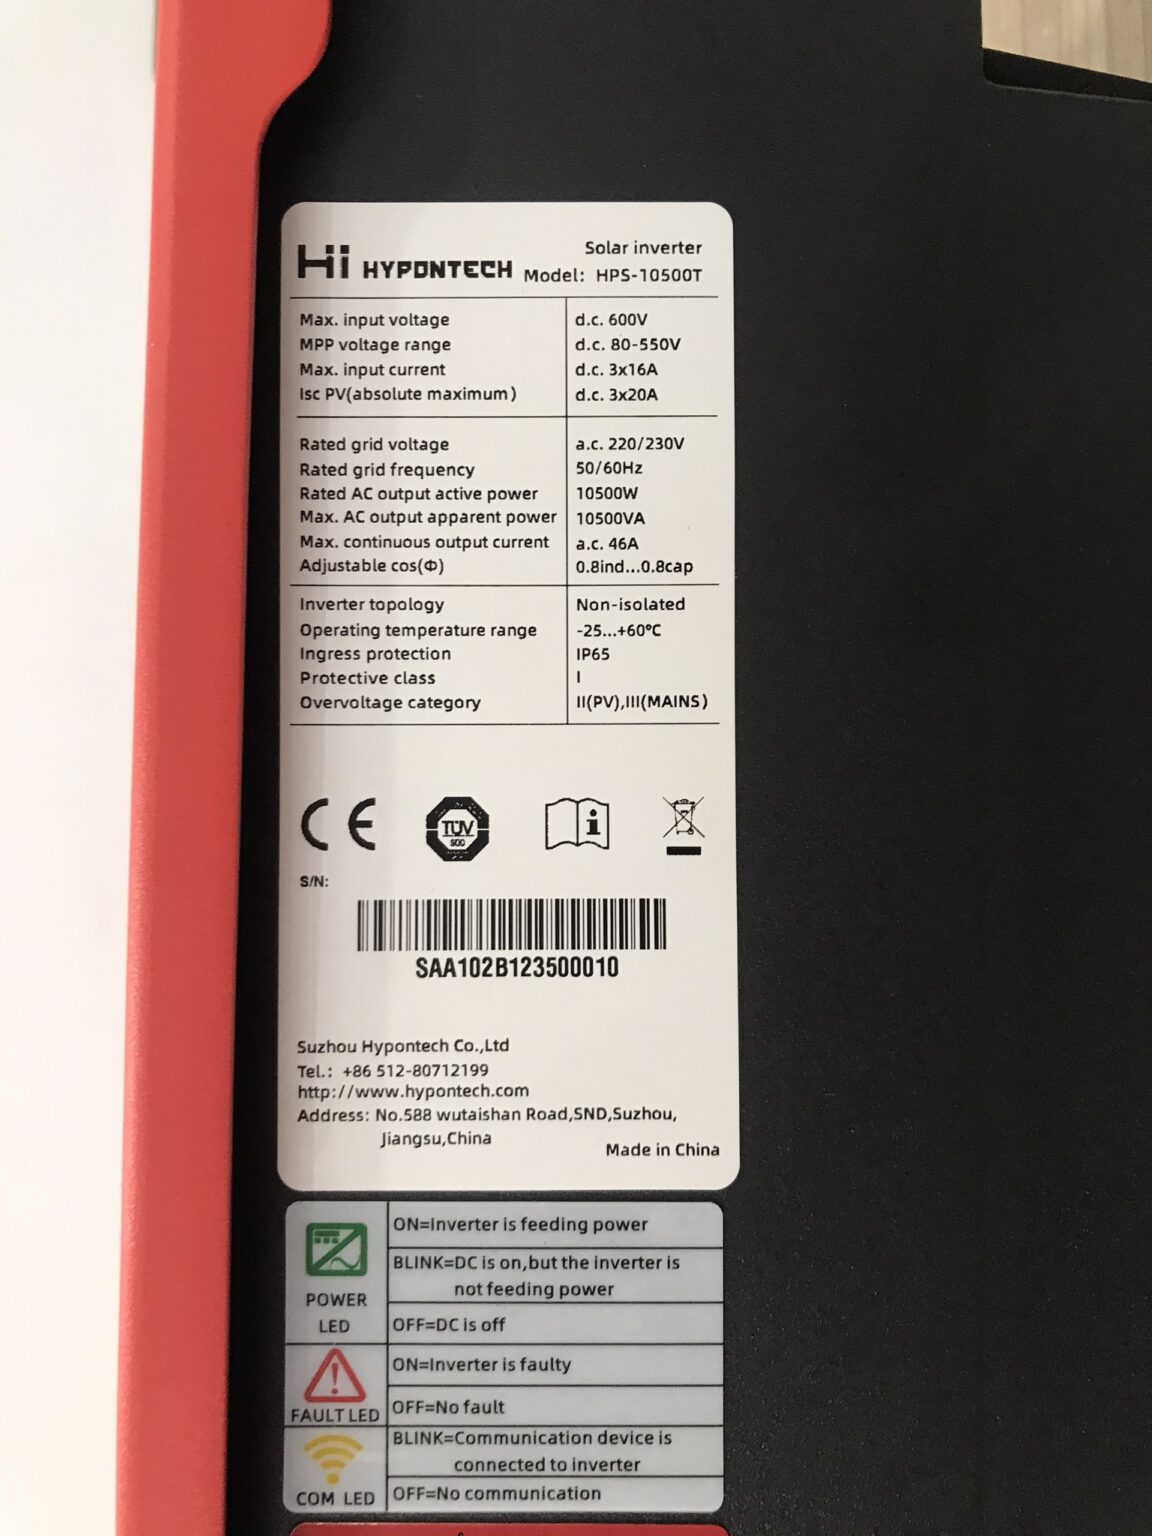 Hi HYPONTECH
Solar inverter
Model: HPS-10500T
Max. input voltage d.c. 600V
MPP voltage range d.c. 80-550V
Max. input current d.c. 3x16A
Isc PV(absolute maximum) d.c. 3x20A
Rated grid voltage a.c. 220/230V
Rated grid frequency 50/60Hz
Rated AC output active power 10500W
Max. AC output apparent power 10500VA
Max. continuous output current a.c. 46A
Adjustable cos(Φ) 0.8ind...0.8cap
Inverter topology Non-isolated
Operating temperature range -25...+60℃
Ingress protection IP65
Protective class I
Overvoltage category II(PV),III(MAINS)
CE
TÜV
i
S/N:
SAA102B123500010
Suzhou Hypontech Co.,Ltd
Tel.: +86 512-80712199
http://www.hypontech.com
Address: No.588 wutaishan Road,SND,Suzhou,
Jiangsu,China
Made in China
POWER
LED
ON=Inverter is feeding power
BLINK=DC is on,but the inverter is
not feeding power
OFF=DC is off
FAULT LED
ON=Inverter is faulty
OFF=No fault
COM LED
BLINK=Communication device is
connected to inverter
OFF=No communication